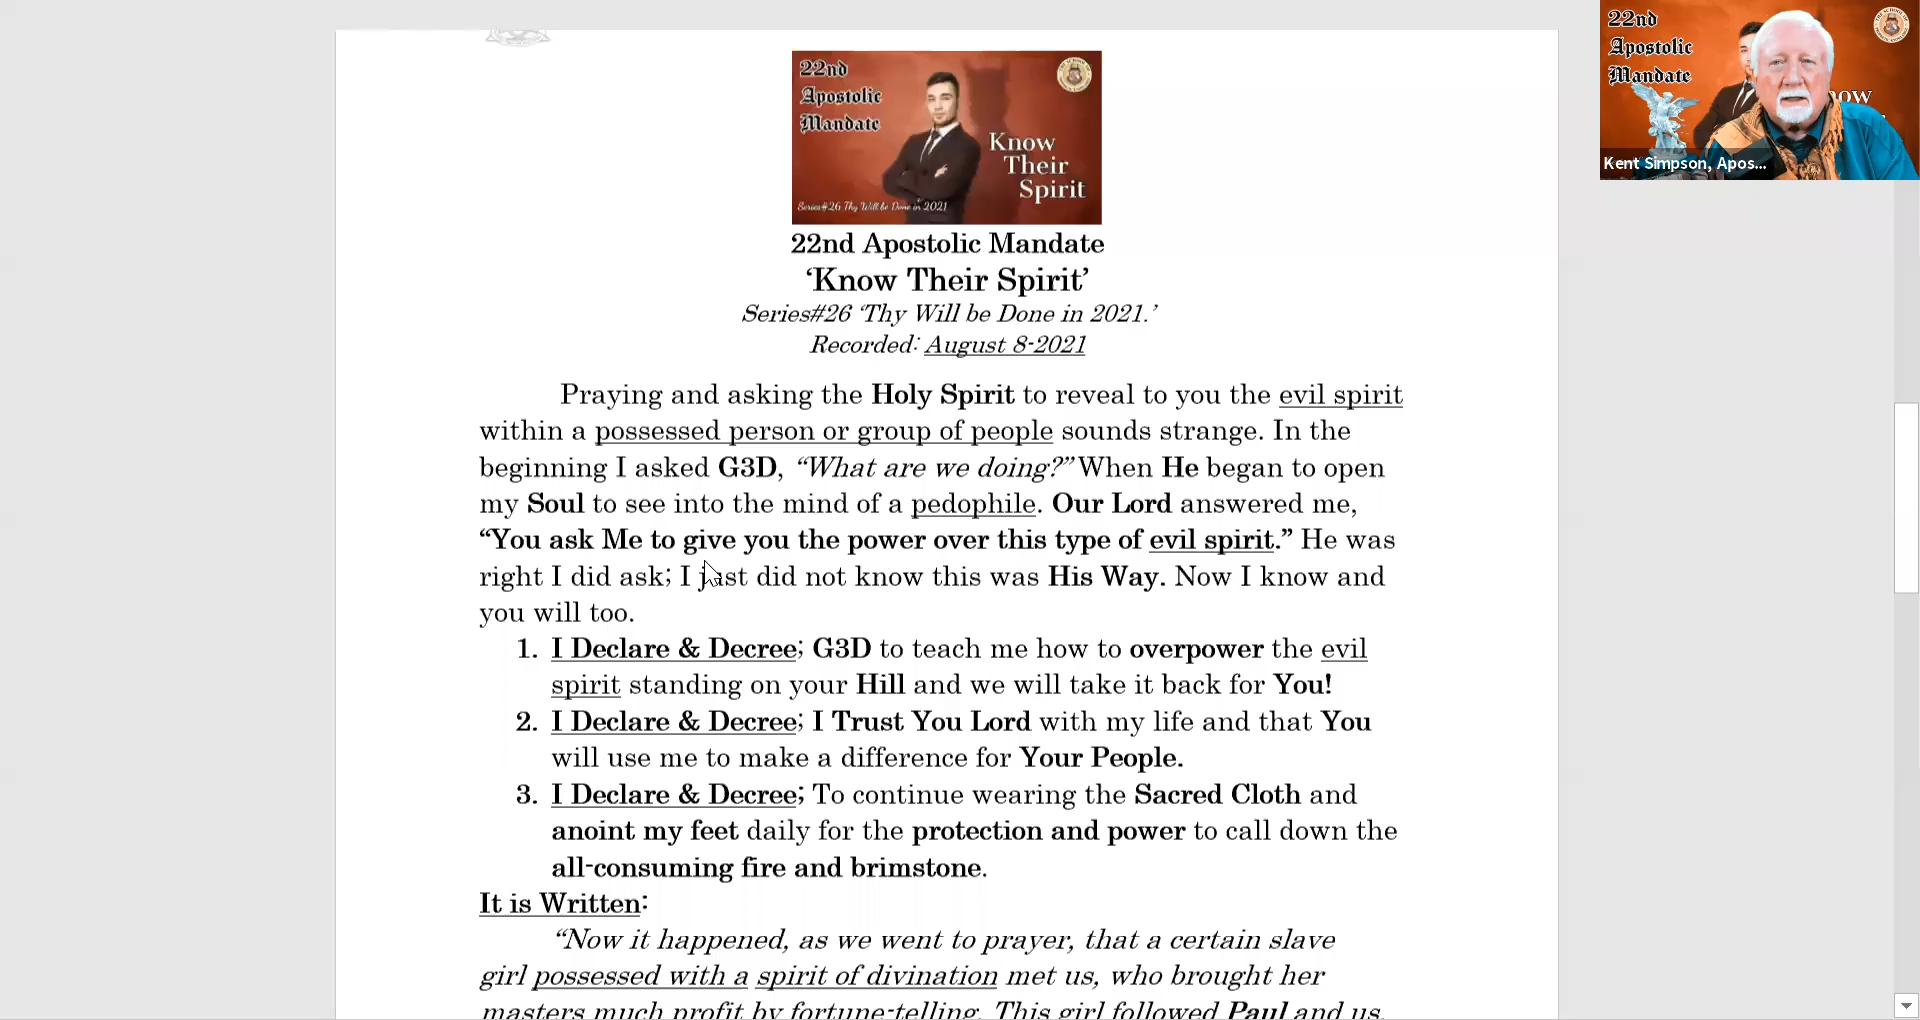 22nd
Apostolic
Mandate
Know
Their
Spirit
Series#26 Thy Will be Done in 2021
22nd Apostolic Mandate
‘Know Their Spirit’
Series#26 ‘Thy Will be Done in 2021.’
Recorded: August 8-2021
Praying and asking the Holy Spirit to reveal to you the evil spirit
within a possessed person or group of people sounds strange. In the
beginning I asked G3D, “What are we doing?” When He began to open
my Soul to see into the mind of a pedophile. Our Lord answered me,
“You ask Me to give you the power over this type of evil spirit.” He was
right I did ask; I just did not know this was His Way. Now I know and
you will too.
1. I Declare & Decree; G3D to teach me how to overpower the evil
spirit standing on your Hill and we will take it back for You!
2. I Declare & Decree; I Trust You Lord with my life and that You
will use me to make a difference for Your People.
3. I Declare & Decree; To continue wearing the Sacred Cloth and
anoint my feet daily for the protection and power to call down the
all-consuming fire and brimstone.
It is Written:
“Now it happened, as we went to prayer, that a certain slave
girl possessed with a spirit of divination met us, who brought her
masters much profit by fortune-telling. This girl followed Paul and us,
22nd
Apostolic
Mandate
Kent Simpson, Apos...